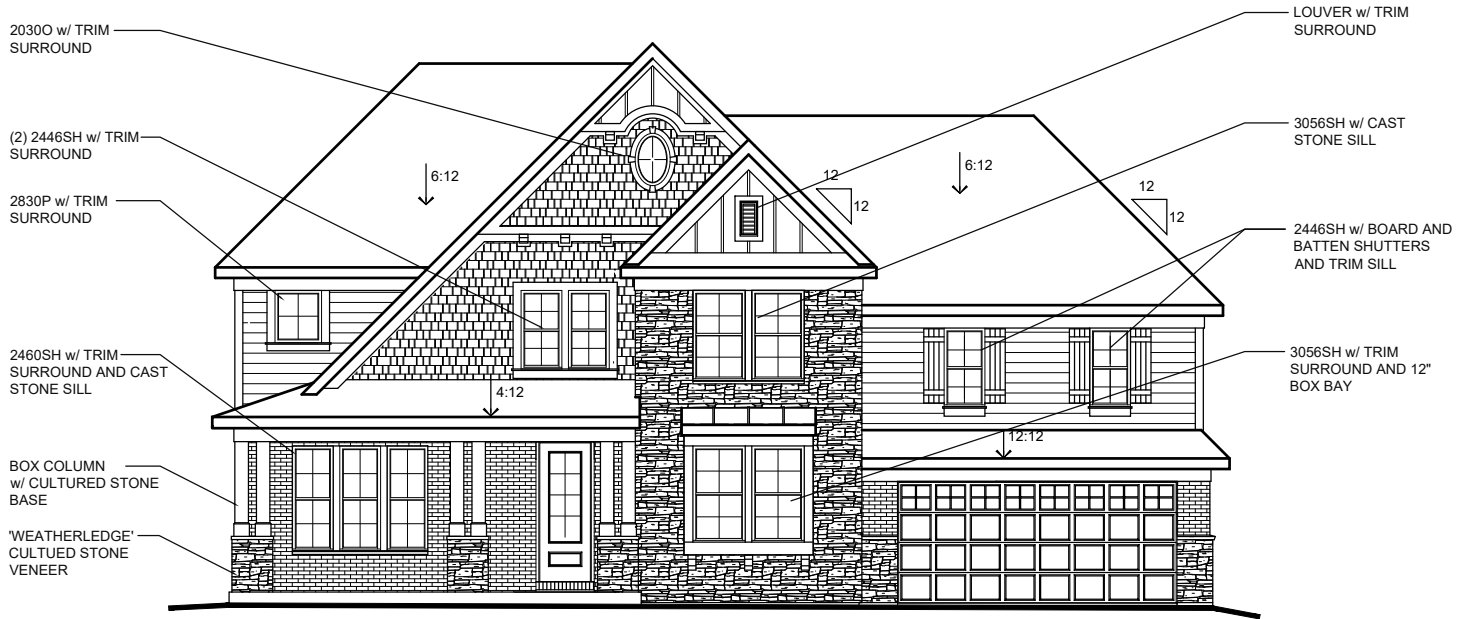 2030O w/ TRIM
SURROUND
(2) 2446SH w/ TRIM
SURROUND
2830P w/ TRIM
SURROUND
2460SH w/ TRIM
SURROUND AND CAST
STONE SILL
BOX COLUMN
w/ CULTURED STONE
BASE
'WEATHERLEDGE'
CULTUED STONE
VENEER
6:12
4:12
12
12
6:12
12
12
12:12
LOUVER w/ TRIM
SURROUND
3056SH w/ CAST
STONE SILL
2446SH w/ BOARD AND
BATTEN SHUTTERS
AND TRIM SILL
3056SH w/ TRIM
SURROUND AND 12"
BOX BAY